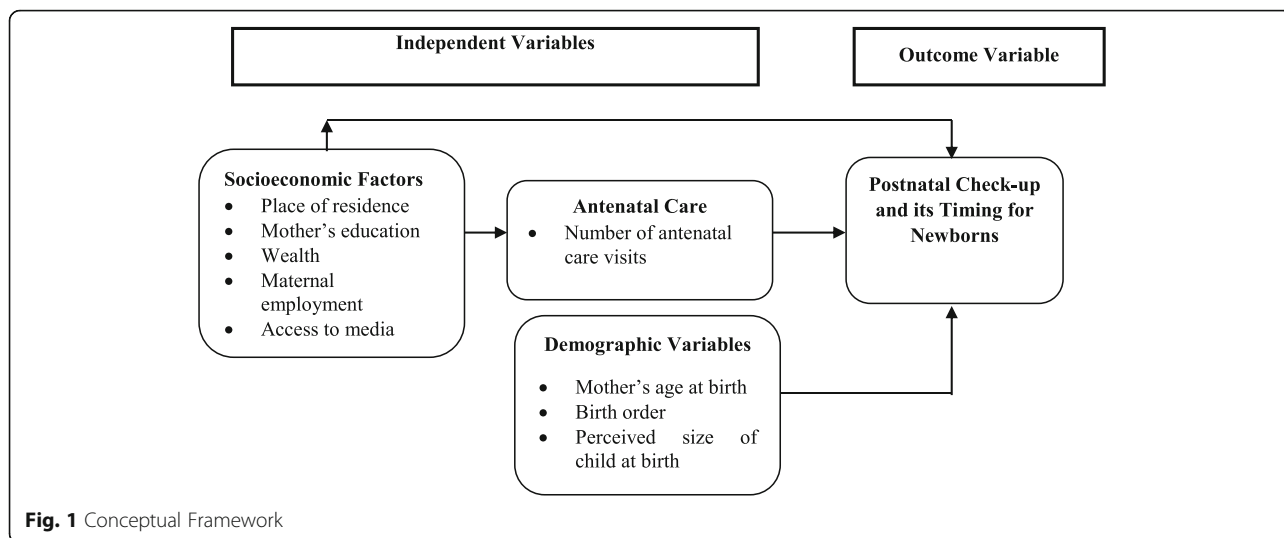 Independent Variables
Outcome Variable
Socioeconomic Factors
• Place of residence
• Mother's education
• Wealth
• Maternal
employment
• Access to media
Antenatal Care
• Number of antenatal
care visits
Postnatal Check-up
and its Timing for
Newborns
Demographic Variables
• Mother's age at birth
• Birth order
• Perceived size of
child at birth
Fig. 1 Conceptual Framework